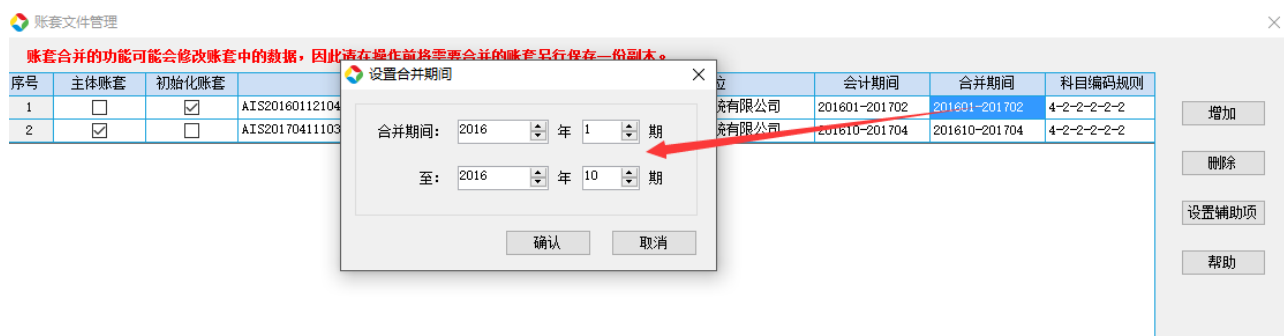 账套文件管理
账套合并的功能可能会修改账套中的数据，因此请在操作前将需要合并的账套另行保存一份副本。
设置合并期间
序号 主体账套 初始化账套 位 会计期间 合并期间 科目编码规则
1 AIS20160112104 统有限公司 201601-201702 201601-201702 4-2-2-2-2-2
2 AIS20170411103 统有限公司 201610-201704 201610-201704 4-2-2-2-2-2
合并期间： 2016 年 1 期
至： 2016 年 10 期
确认 取消
增加
删除
设置辅助项
帮助